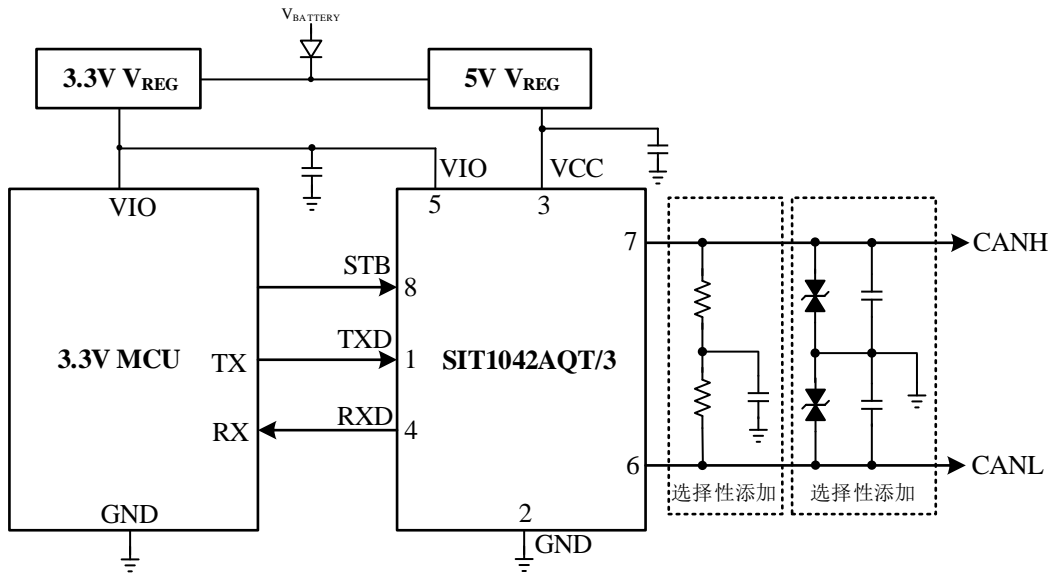 VBATTERY
3.3V VREG
5V VREG
VIO
VCC
VIO
5
3
7
CANH
STB
8
3.3V MCU
TX
TXD
1
SIT1042AQT/3
RX
RXD
4
6
CANL
选择性添加
选择性添加
GND
2
GND